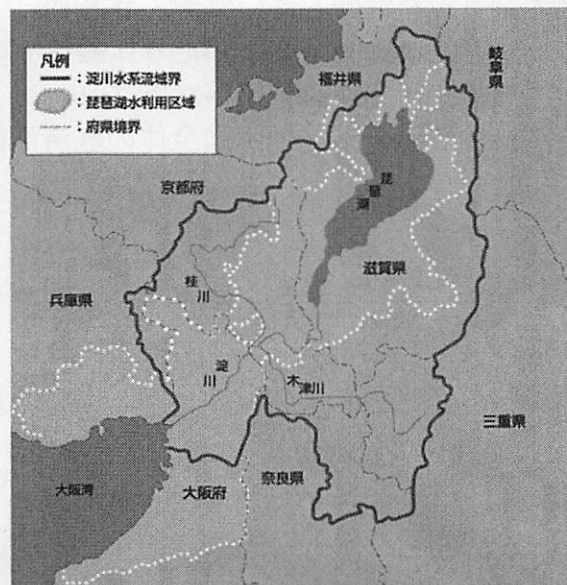 凡例
：淀川水系流域界
：琵琶湖水利用区域
：府県境界
福井県
岐阜県
京都府
琵琶湖
兵庫県
桂川
滋賀県
淀川
木津川
三重県
大阪湾
大阪府
奈良県